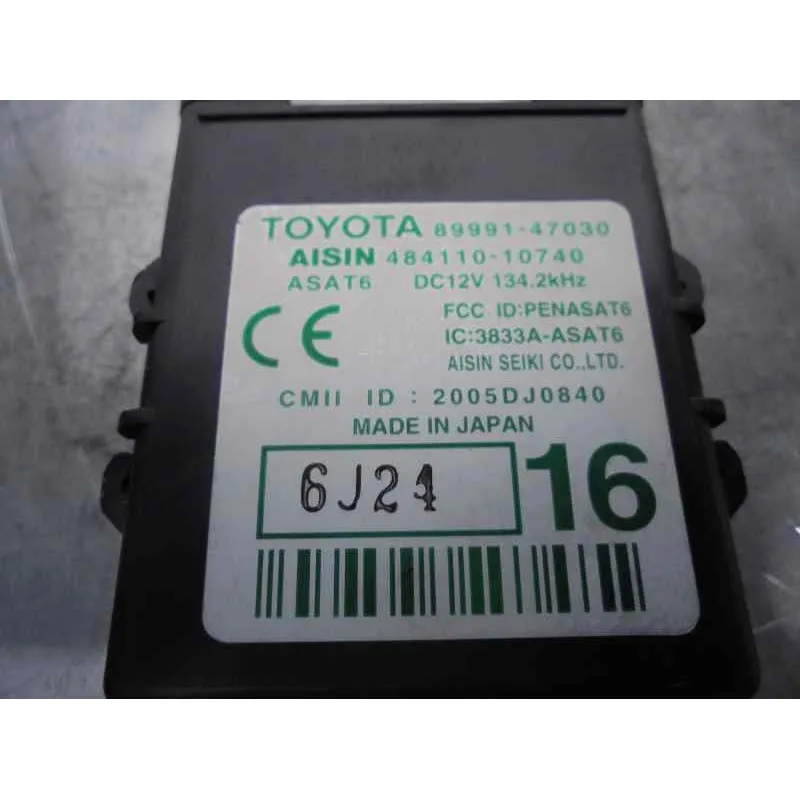 TOYOTA 89991-47030
AISIN 484110-10740
ASAT6 DC12V 134.2kHz
CE
FCC ID:PENASAT6
IC:3833A-ASAT6
AISIN SEIKI CO.,LTD.
CMII ID : 2005DJ0840
MADE IN JAPAN
6J24 16